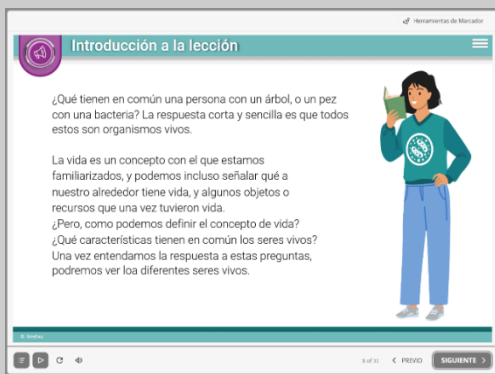 Herramientas de Marcador
Introducción a la lección
¿Qué tienen en común una persona con un árbol, o un pez
con una bacteria? La respuesta corta y sencilla es que todos
estos son organismos vivos.
La vida es un concepto con el que estamos
familiarizados, y podemos incluso señalar qué a
nuestro alrededor tiene vida, y algunos objetos o
recursos que una vez tuvieron vida.
¿Pero, como podemos definir el concepto de vida?
¿Qué características tienen en común los seres vivos?
Una vez entendamos la respuesta a estas preguntas,
podremos ver loa diferentes seres vivos.
PREVIO
SIGUIENTE